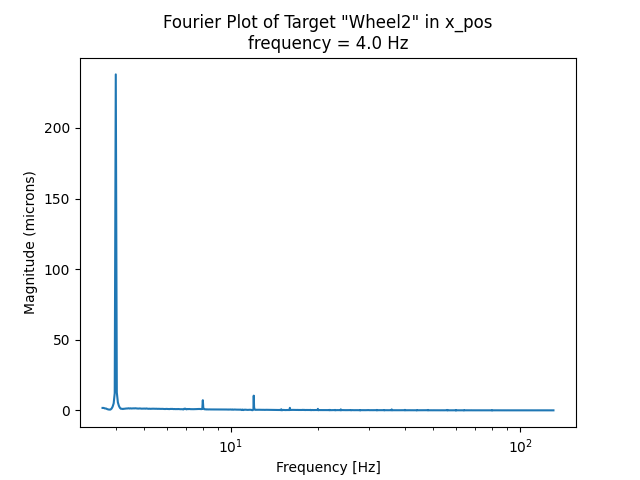 Fourier Plot of Target "Wheel2" in x_pos
frequency = 4.0 Hz
200
150
100
50
0
Magnitude (microns)
10¹
10²
Frequency [Hz]